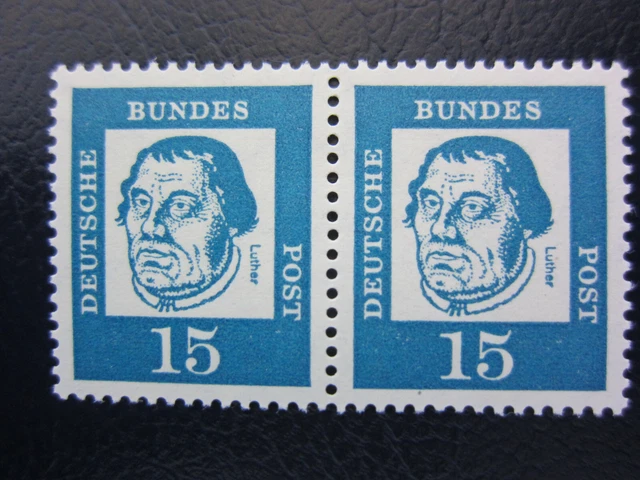 DEUTSCHE
BUNDES
POST
Luther
15
DEUTSCHE
BUNDES
POST
Luther
15